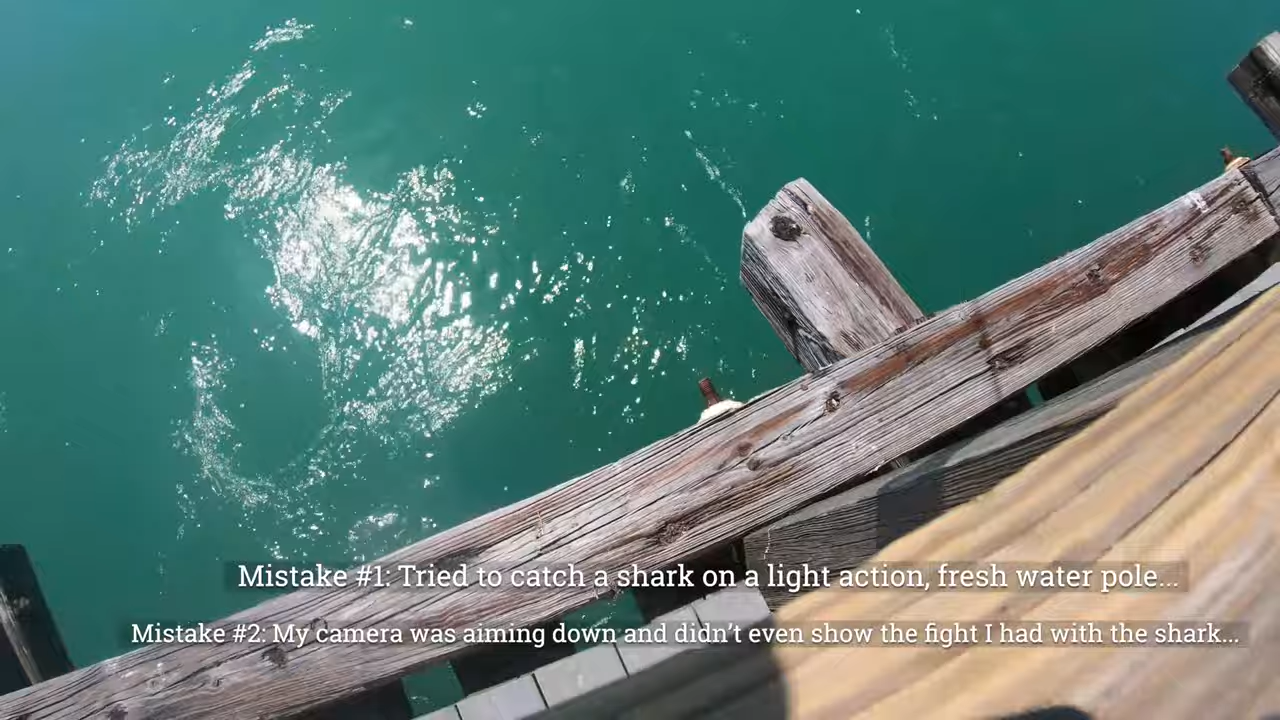 Mistake #1: Tried to catch a shark on a light action, fresh water pole...
Mistake #2: My camera was aiming down and didn’t even show the fight I had with the shark...